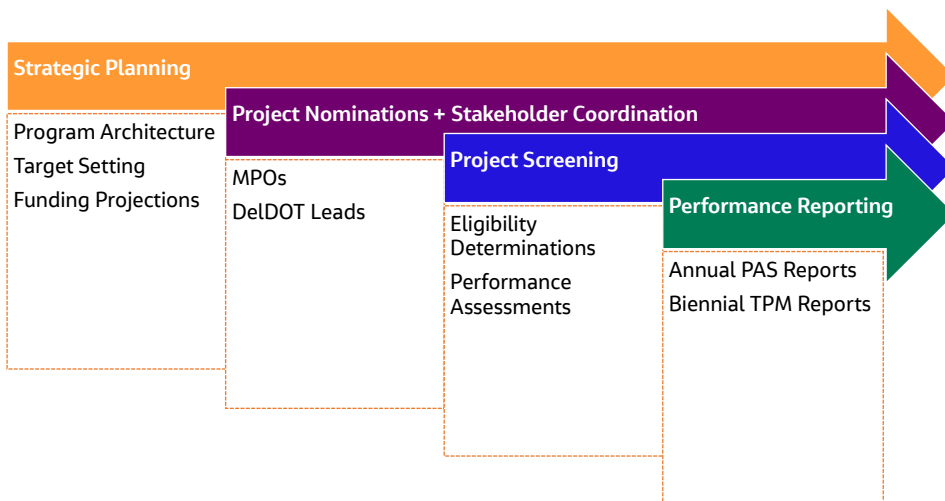 Strategic Planning
Program Architecture
Target Setting
Funding Projections
Project Nominations + Stakeholder Coordination
MPOs
DelDOT Leads
Project Screening
Eligibility
Determinations
Performance
Assessments
Performance Reporting
Annual PAS Reports
Biennial TPM Reports